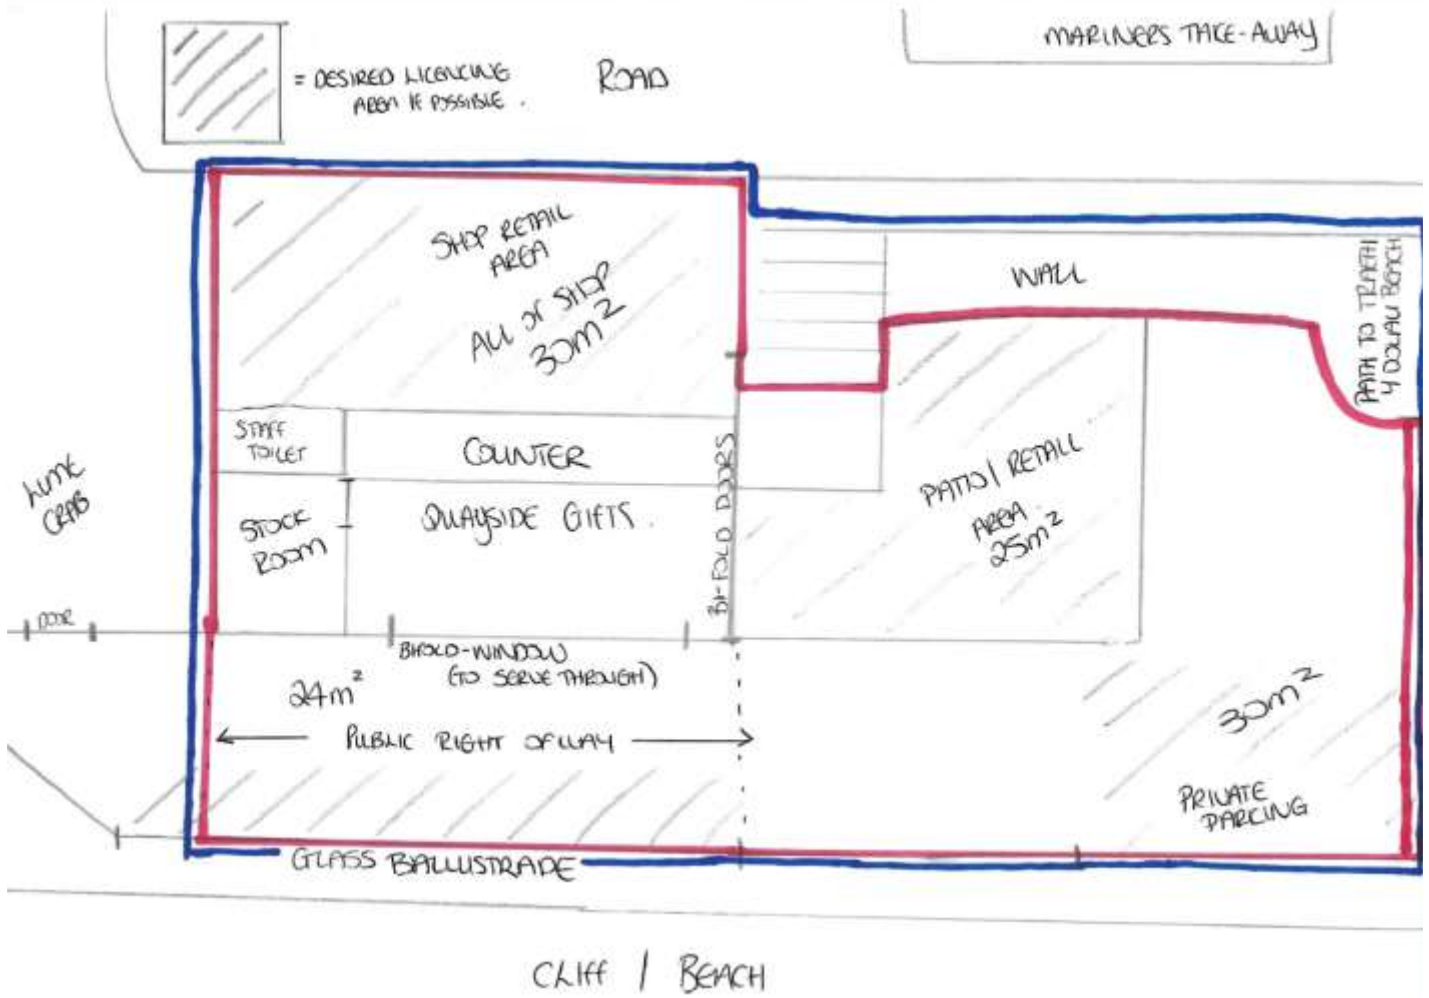 = DESIRED LICENCING
AREA IF POSSIBLE.
ROAD
MARINERS TAKE-AWAY
SHOP RETAIL
AREA
ALL OF SHOP
30m²
WALL
PATH TO TRAETH
Y DOLAU BEACH
STAFF
TOILET
COUNTER
STOCK
ROOM
QUAYSIDE GIFTS.
BI-FOLD DOORS
PATIO / RETAIL
AREA.
25m²
LIME
CRAB
DOOR
BIFOLD-WINDOW
(TO SERVE THROUGH)
24m²
PUBLIC RIGHT OF WAY
30m²
PRIVATE
PARKING
GLASS BALLUSTRADE
CLIFF / BEACH